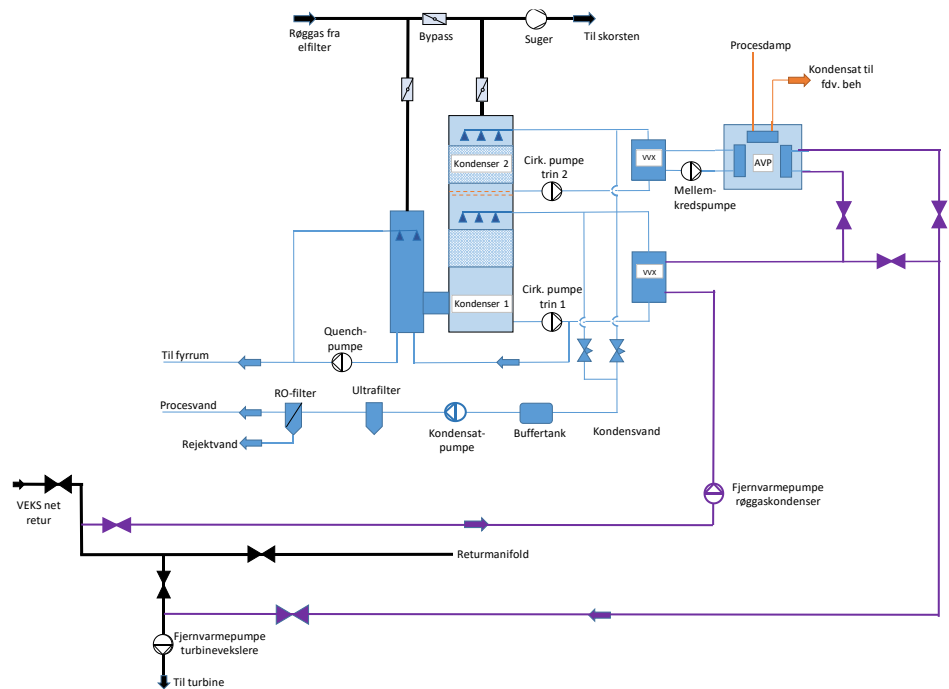 Røggas fra
elfilter
Bypass
Suger
Til skorsten
Procesdamp
Kondensat til
fdv. beh
Kondenser 2
Cirk. pumpe
trin 2
vvx
AVP
Mellem-
kredspumpe
vvx
Kondenser 1
Cirk. pumpe
trin 1
Quench-
pumpe
Til fyrrum
RO-filter
Ultrafilter
Procesvand
Rejektvand
Kondensat-
pumpe
Buffertank
Kondensvand
VEKS net
retur
Fjernvarmepumpe
røggaskondenser
Returmanifold
Fjernvarmepumpe
turbinevekslere
Til turbine